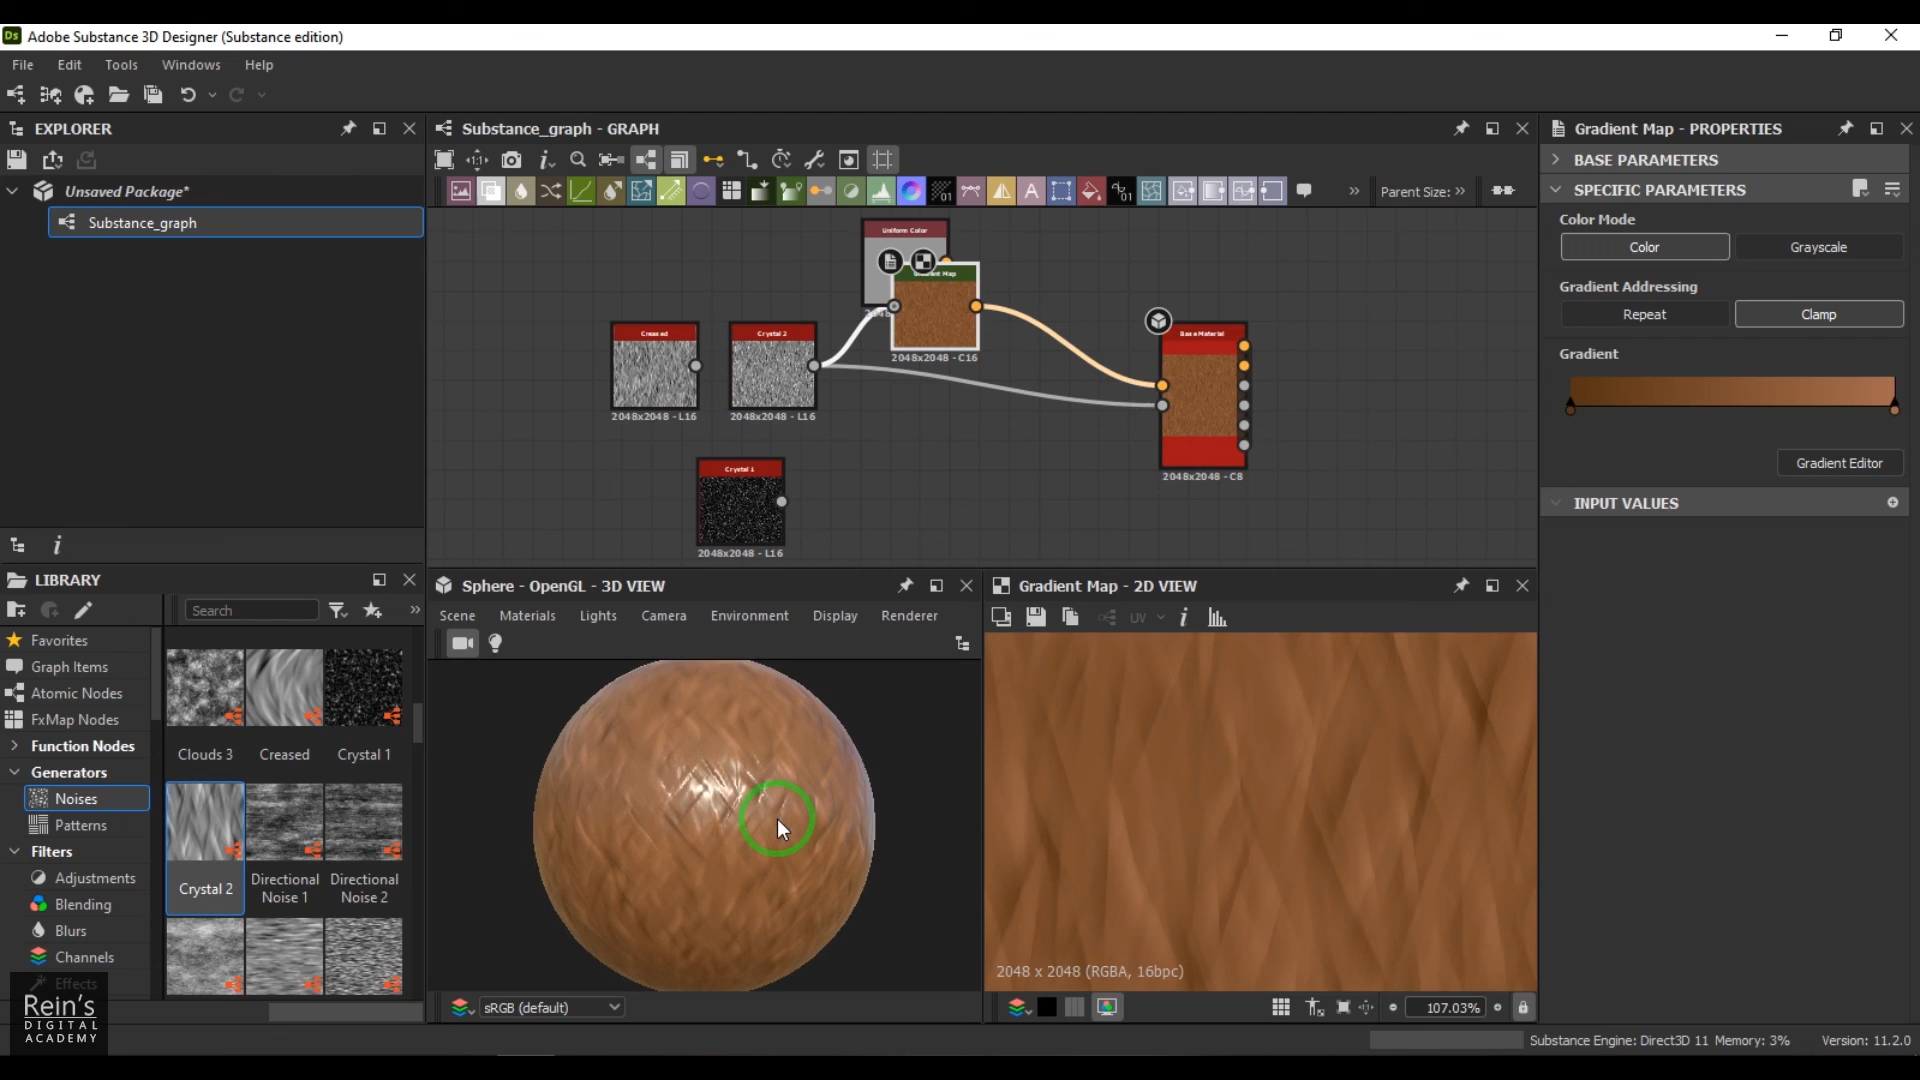 Ds Adobe Substance 3D Designer (Substance edition)
File Edit Tools Windows Help
EXPLORER
Unsaved Package*
Substance_graph
Substance_graph - GRAPH
Parent Size:
Uniform Color
Crease​d
2048x2048 - L16
Crystal 2
2048x2048 - L16
2048x2048 - C16
Base Material
2048x2048 - C8
Crystal 1
2048x2048 - L16
Gradient Map - PROPERTIES
BASE PARAMETERS
SPECIFIC PARAMETERS
Color Mode
Color Grayscale
Gradient Addressing
Repeat Clamp
Gradient
Gradient Editor
INPUT VALUES
LIBRARY
Search
Favorites
Graph Items
Atomic Nodes
FxMap Nodes
Function Nodes
Generators
Noises
Patterns
Filters
Adjustments
Blending
Blurs
Channels
Effects
Clouds 3 Creased Crystal 1
Crystal 2
Directional Noise 1
Directional Noise 2
Sphere - OpenGL - 3D VIEW
Scene Materials Lights Camera Environment Display Renderer
sRGB (default)
Gradient Map - 2D VIEW
UV
2048 x 2048 (RGBA, 16bpc)
107.03%
Rein's
DIGITAL
ACADEMY
Substance Engine: Direct3D 11 Memory: 3% Version: 11.2.0